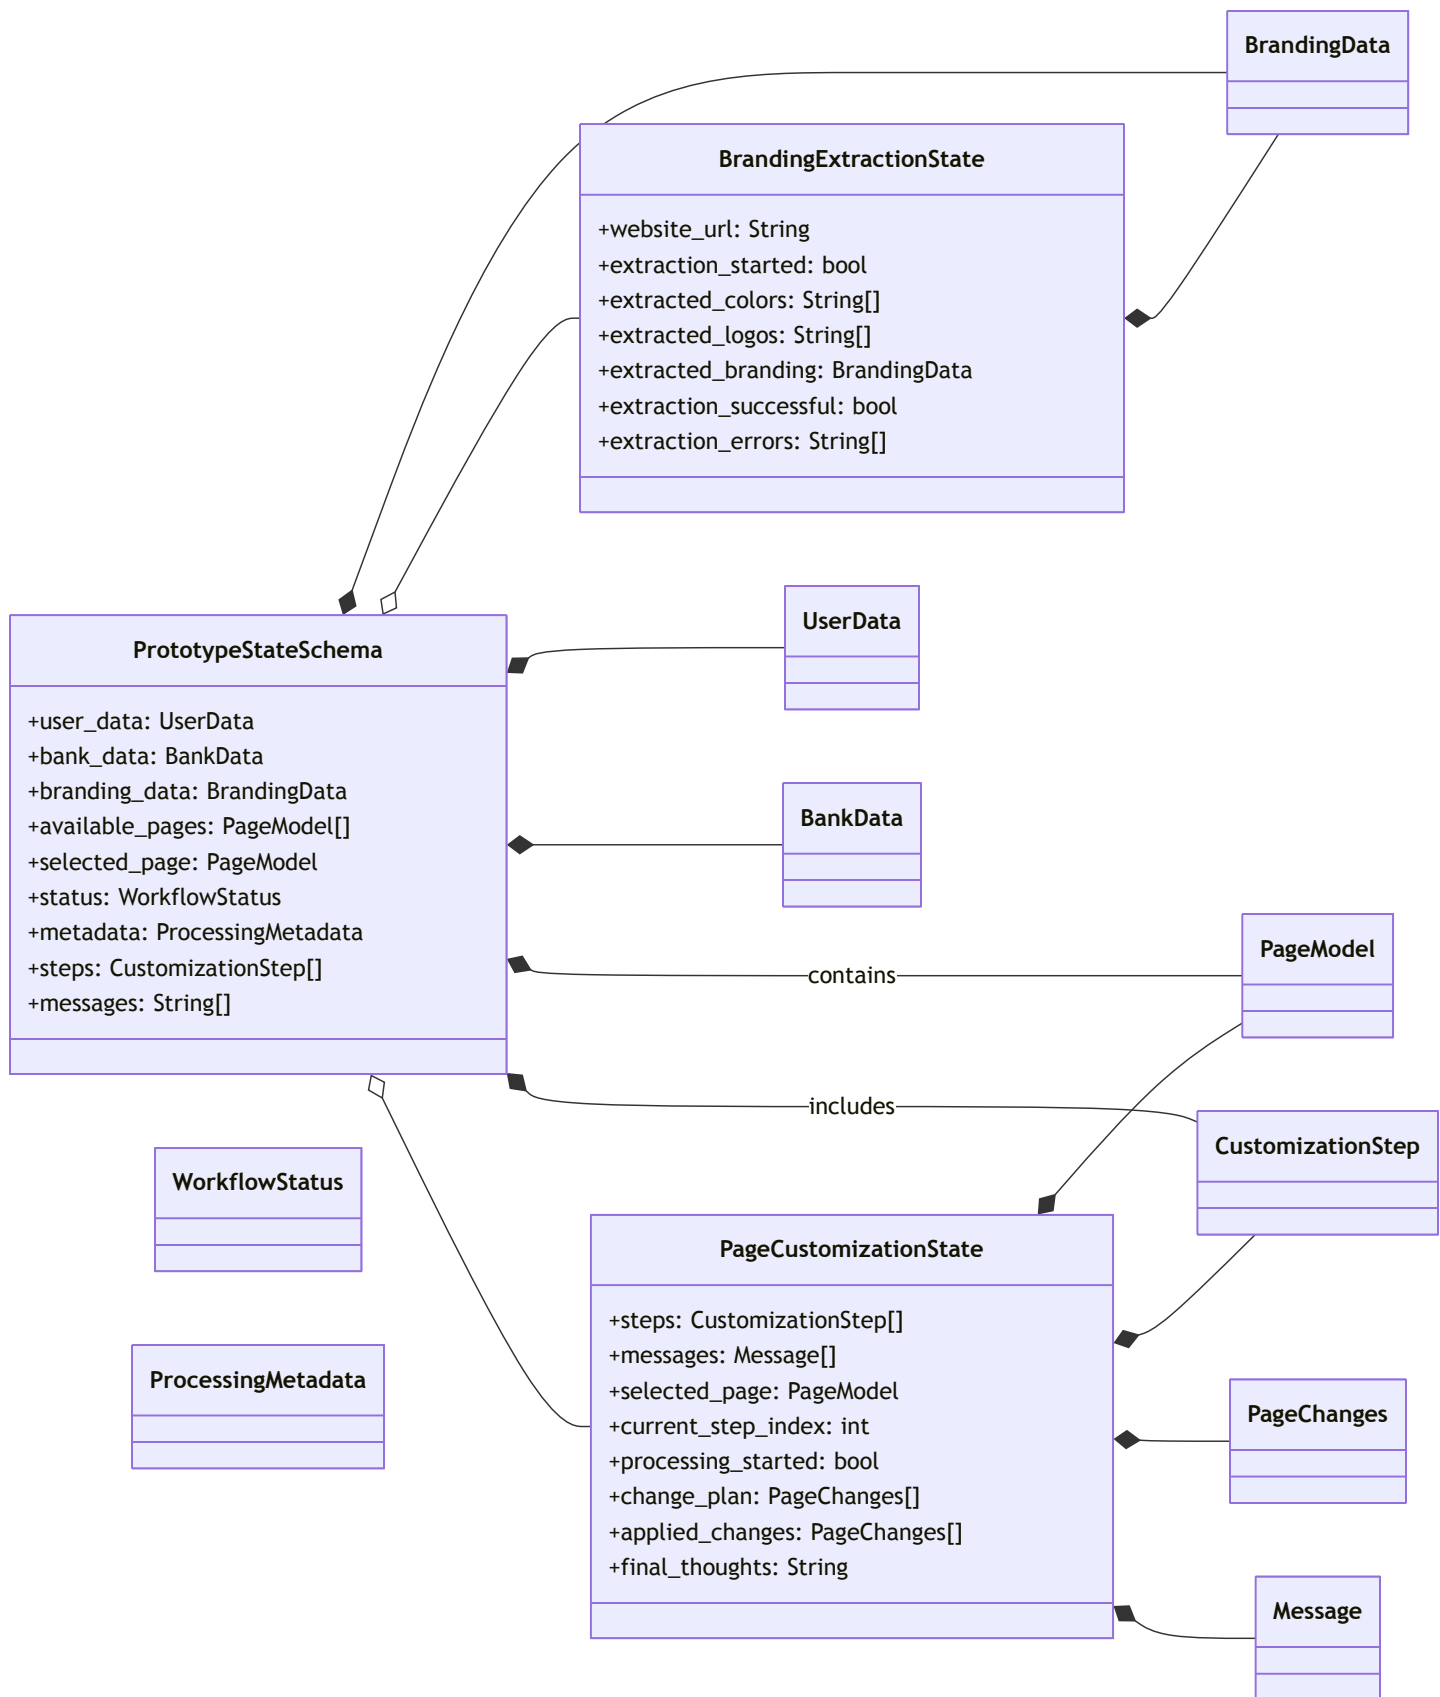 BrandingData
BrandingExtractionState
+website_url: String
+extraction_started: bool
+extracted_colors: String[]
+extracted_logos: String[]
+extracted_branding: BrandingData
+extraction_successful: bool
+extraction_errors: String[]
UserData
PrototypeStateSchema
+user_data: UserData
+bank_data: BankData
+branding_data: BrandingData
+available_pages: PageModel[]
+selected_page: PageModel
+status: WorkflowStatus
+metadata: ProcessingMetadata
+steps: CustomizationStep[]
+messages: String[]
BankData
PageModel
contains
includes
CustomizationStep
WorkflowStatus
ProcessingMetadata
PageCustomizationState
+steps: CustomizationStep[]
+messages: Message[]
+selected_page: PageModel
+current_step_index: int
+processing_started: bool
+change_plan: PageChanges[]
+applied_changes: PageChanges[]
+final_thoughts: String
PageChanges
Message